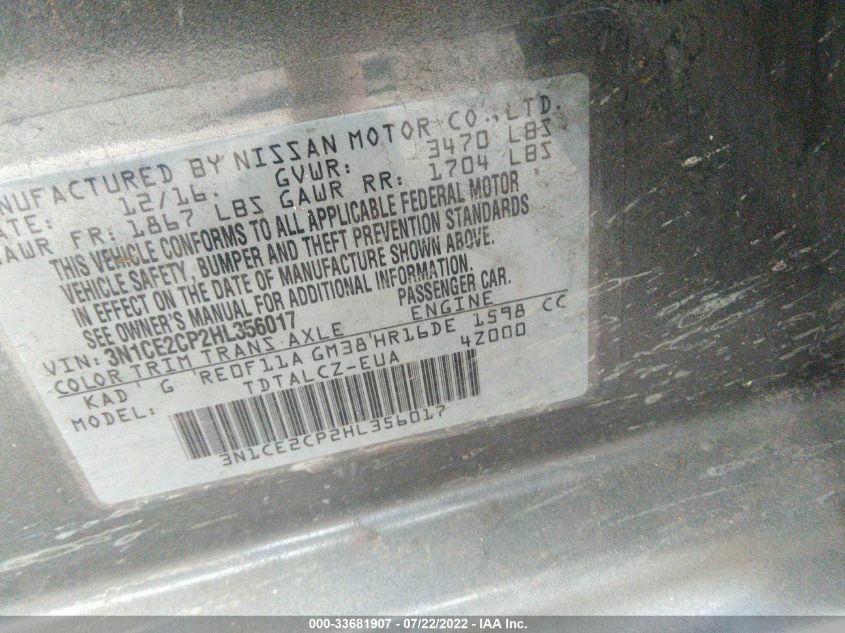 NUFACTURED BY NISSAN MOTOR CO., LTD.
ATE: 12/16 GVWR: 3470 LBS
AWR FR: 1867 LBS GAWR RR: 1704 LBS
THIS VEHICLE CONFORMS TO ALL APPLICABLE FEDERAL MOTOR
VEHICLE SAFETY, BUMPER AND THEFT PREVENTION STANDARDS
IN EFFECT ON THE DATE OF MANUFACTURE SHOWN ABOVE.
SEE OWNER'S MANUAL FOR ADDITIONAL INFORMATION.
VIN: 3N1CE2CP2HL356017 PASSENGER CAR.
COLOR TRIM TRANS. AXLE ENGINE
KAD G RE0F11A GM38 HR16DE 1598 CC
MODEL: TDTALCZ-EUA 4Z000
3N1CE2CP2HL356017
000-33681907 - 07/22/2022 - IAAI Inc.